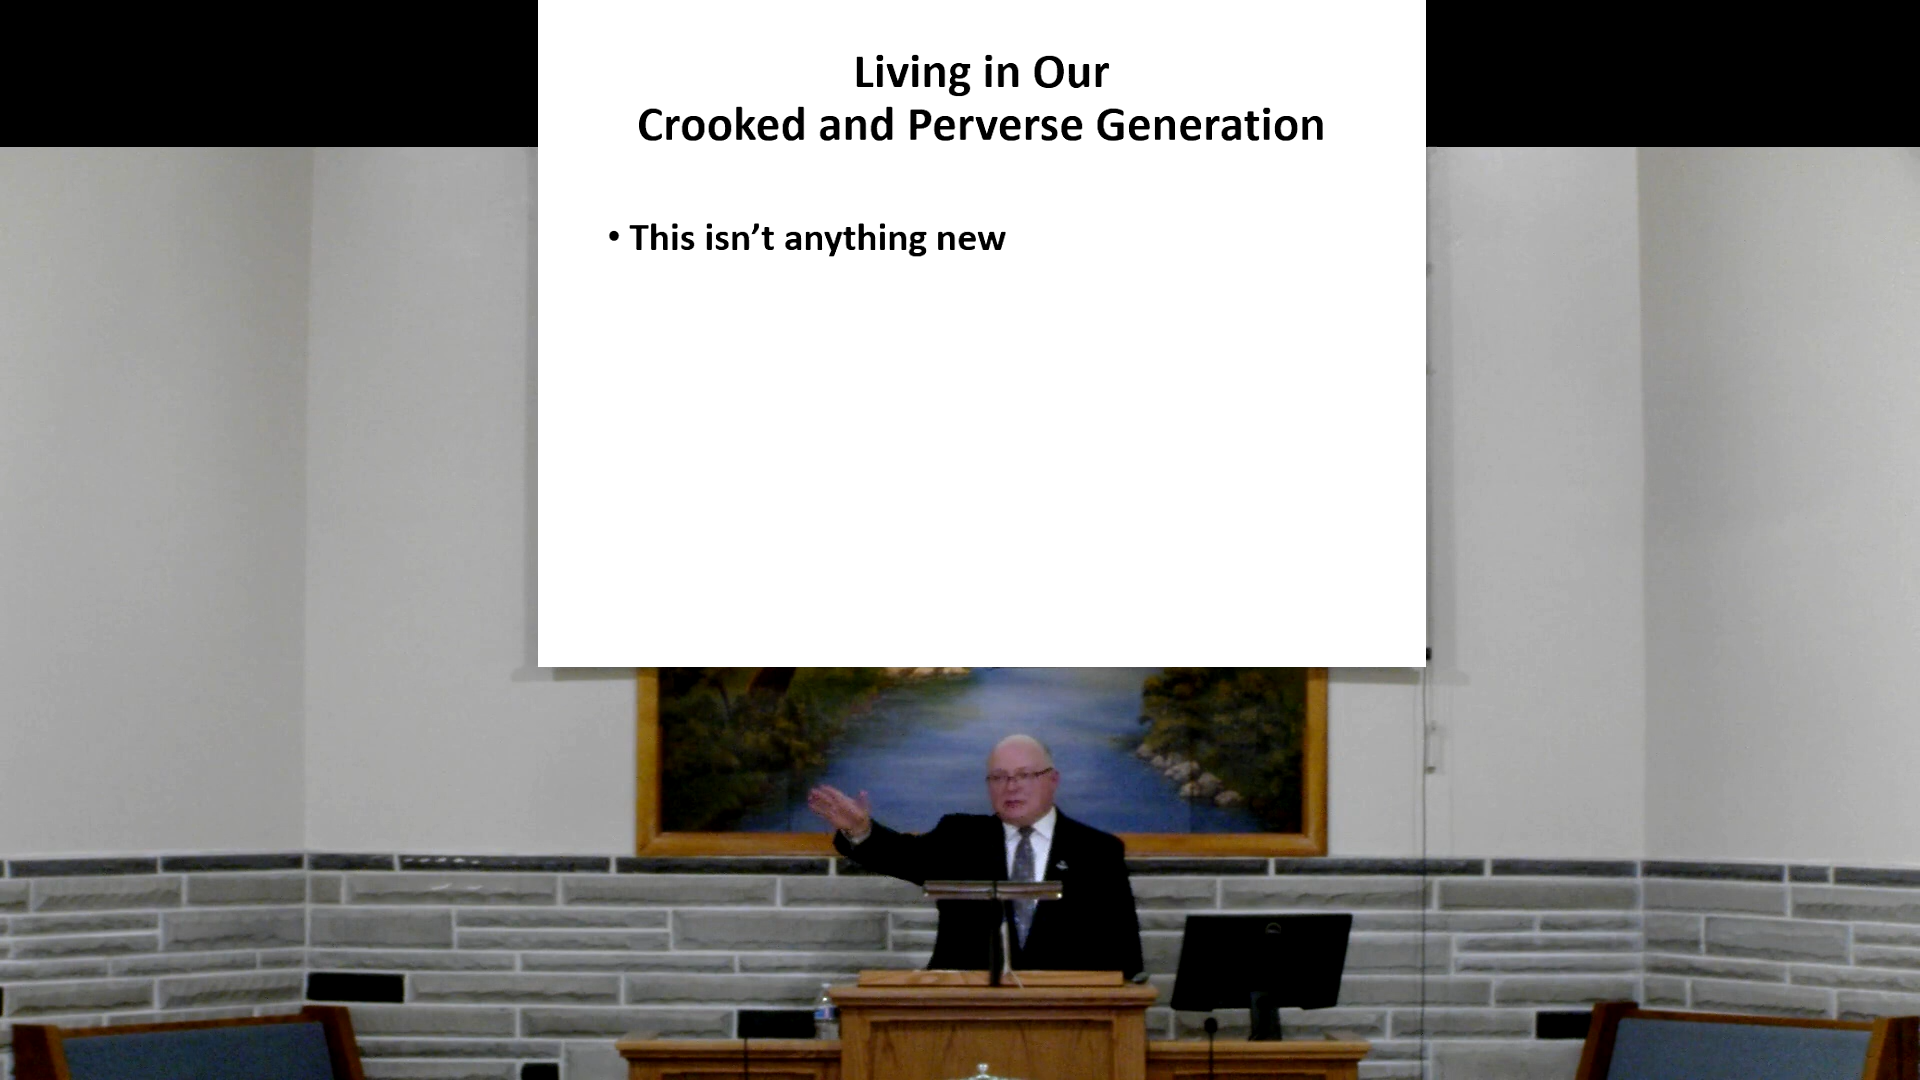 Living in Our
Crooked and Perverse Generation
• This isn’t anything new